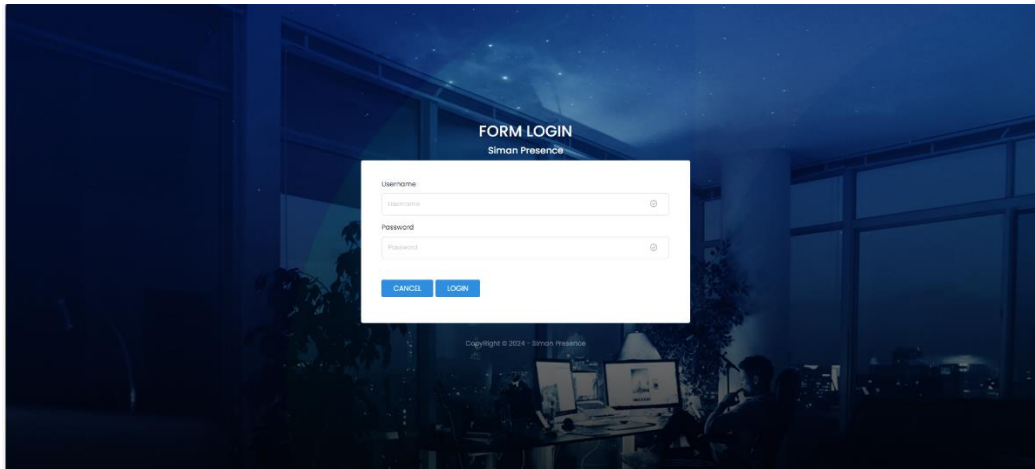 FORM LOGIN
Siman Presence
Username
Username
Password
Password
CANCEL LOGIN
CopyRight © 2024 - Siman Presence